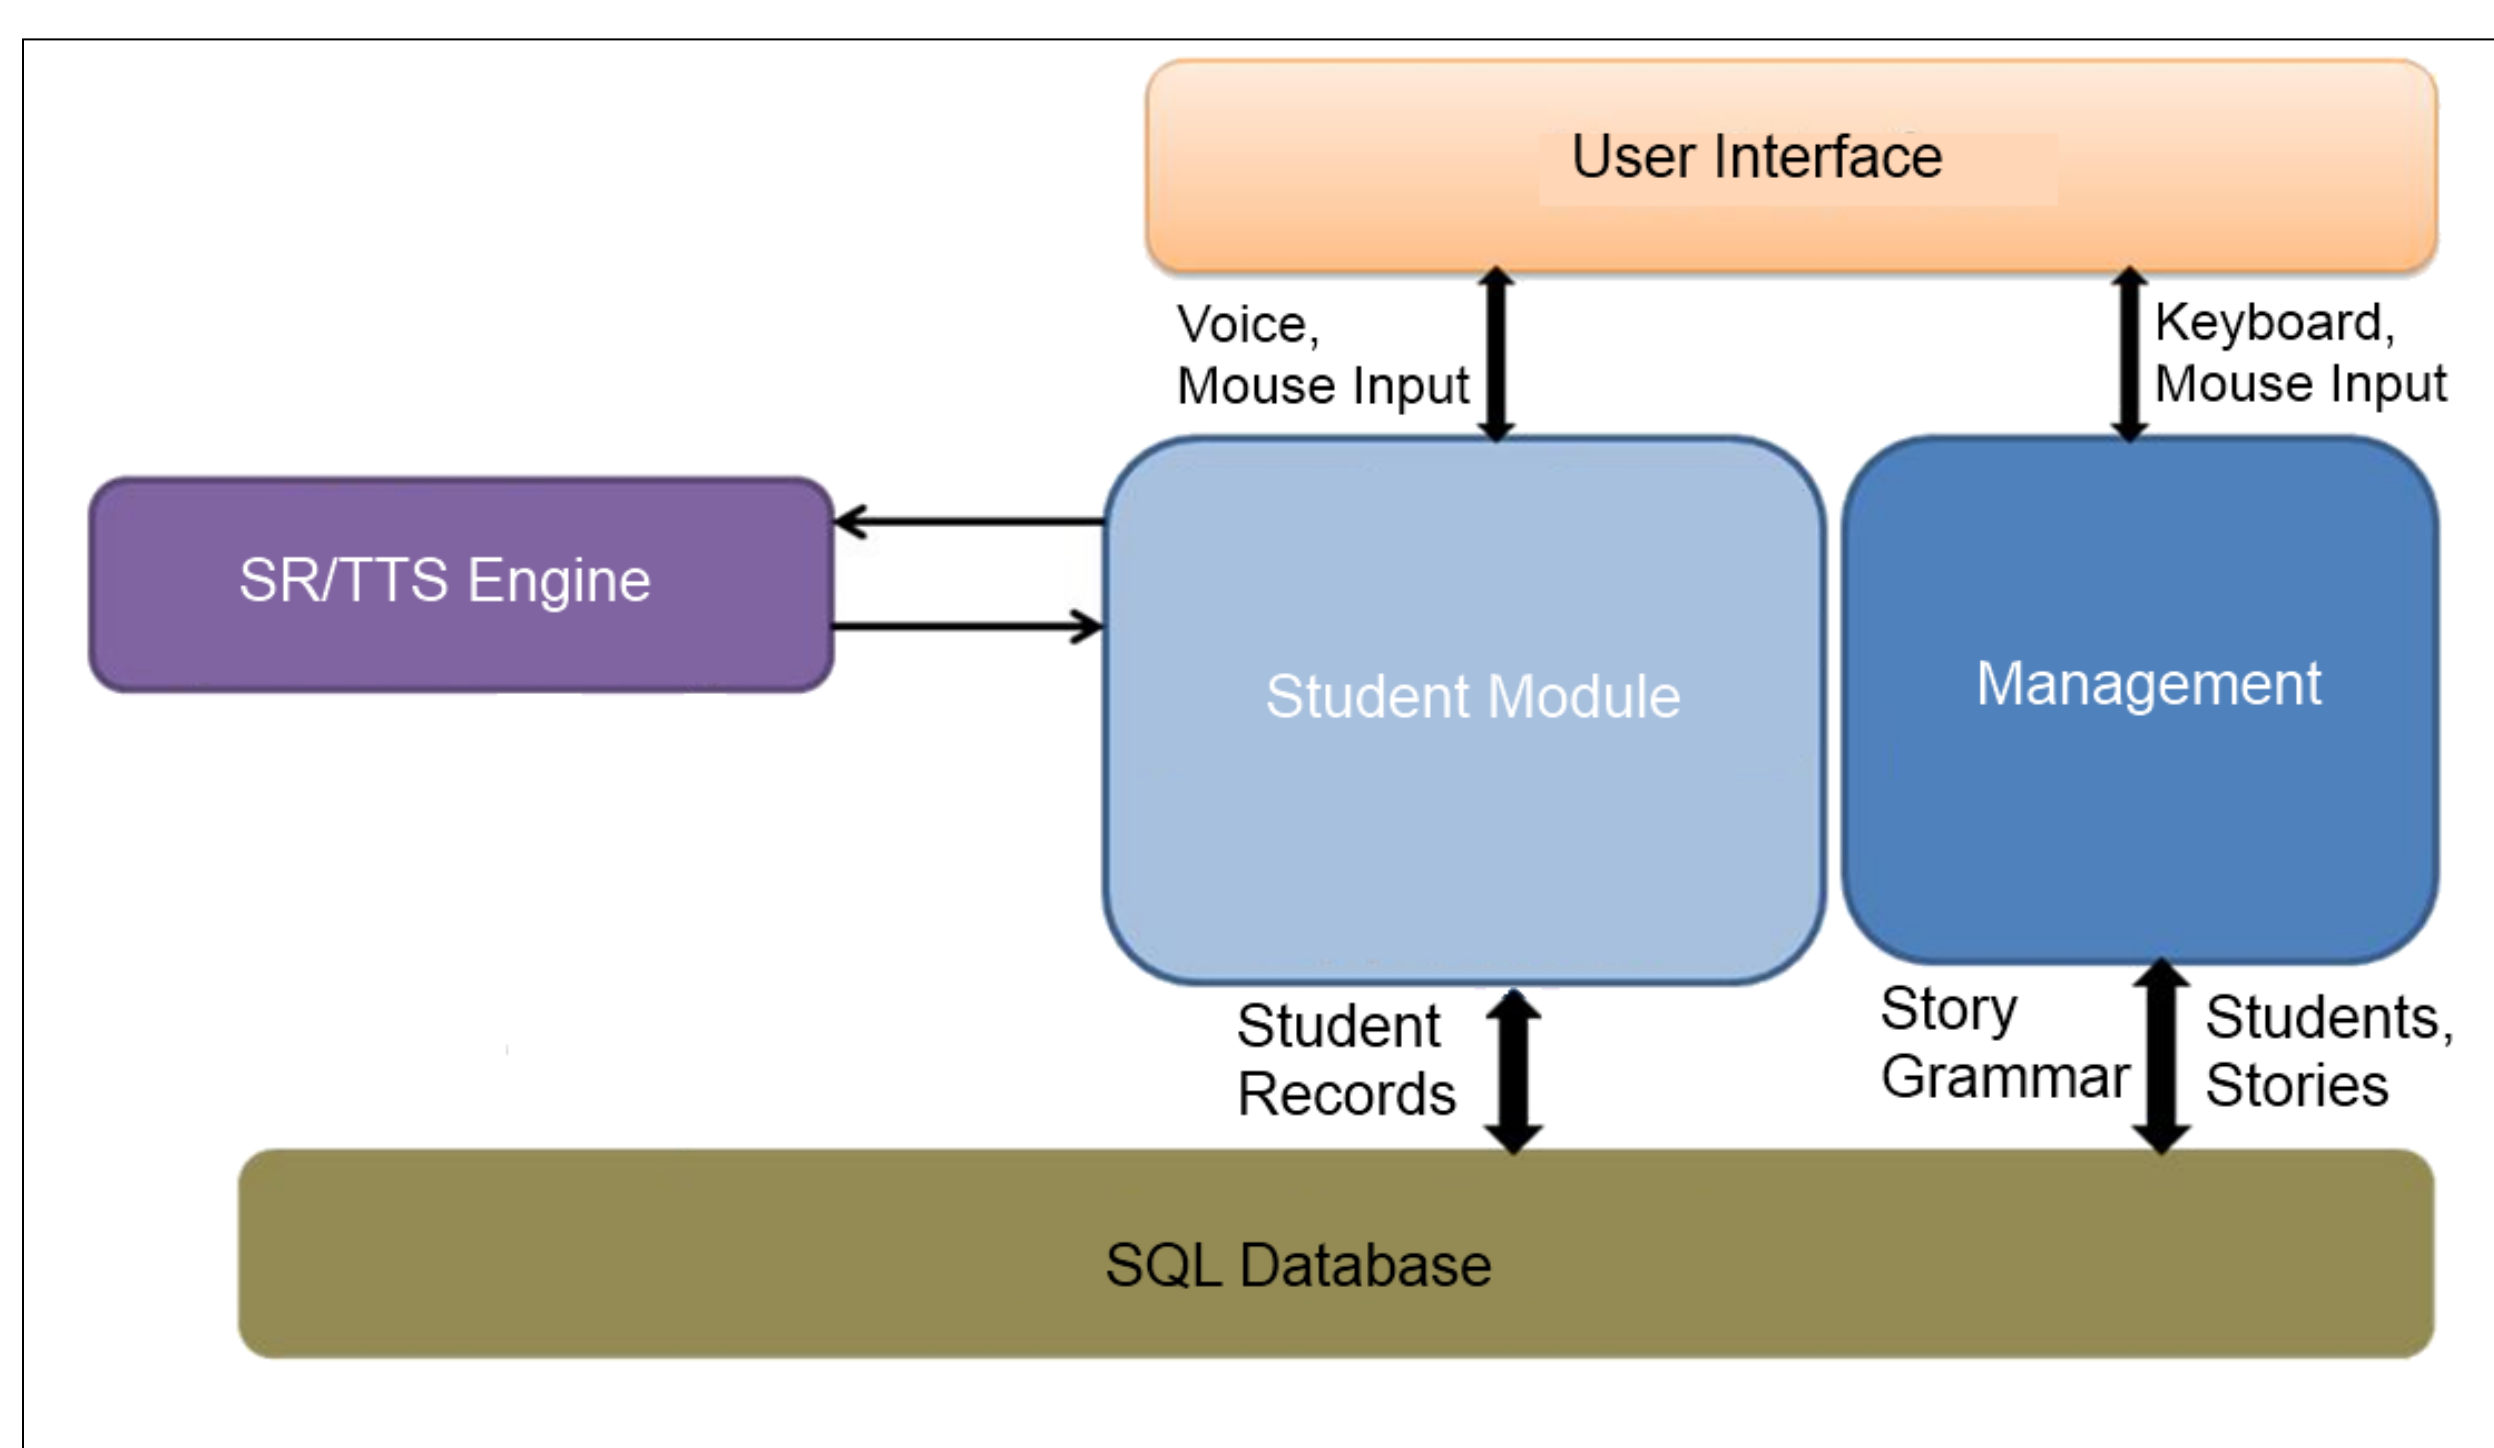 User Interface
Voice,
Mouse Input
Keyboard,
Mouse Input
SR/TTS Engine
Student Module
Management
Student
Records
Story
Grammar
Students,
Stories
SQL Database